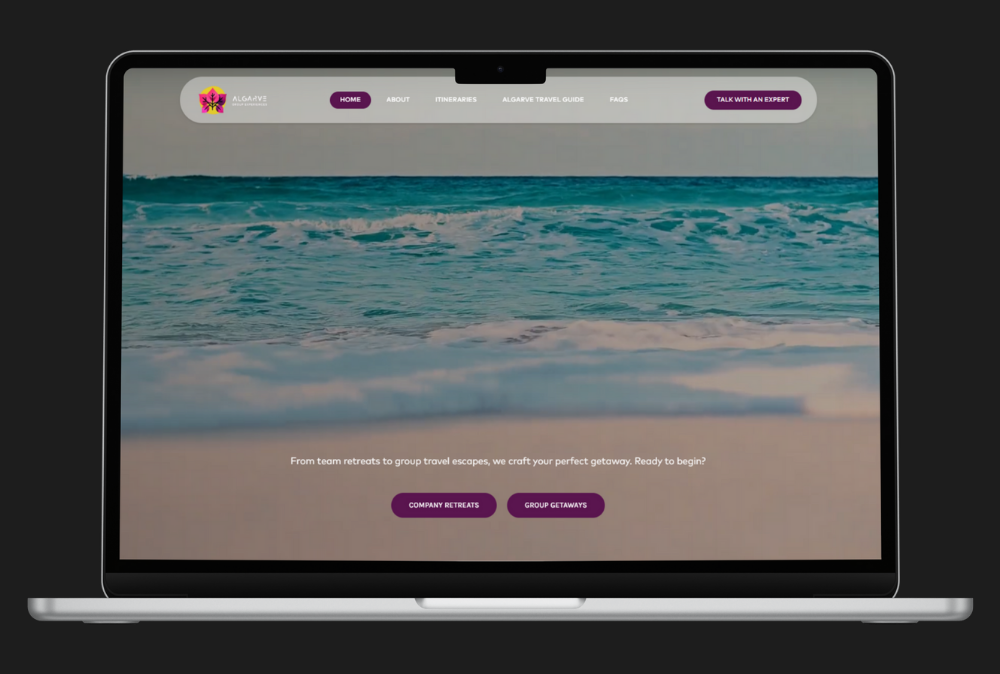 ALGARVE
HOME
ABOUT
ITINERARIES
ALGARVE TRAVEL GUIDE
FAQS
TALK WITH AN EXPERT
From team retreats to group travel escapes, we craft your perfect getaway. Ready to begin?
COMPANY RETREATS
GROUP GETAWAYS